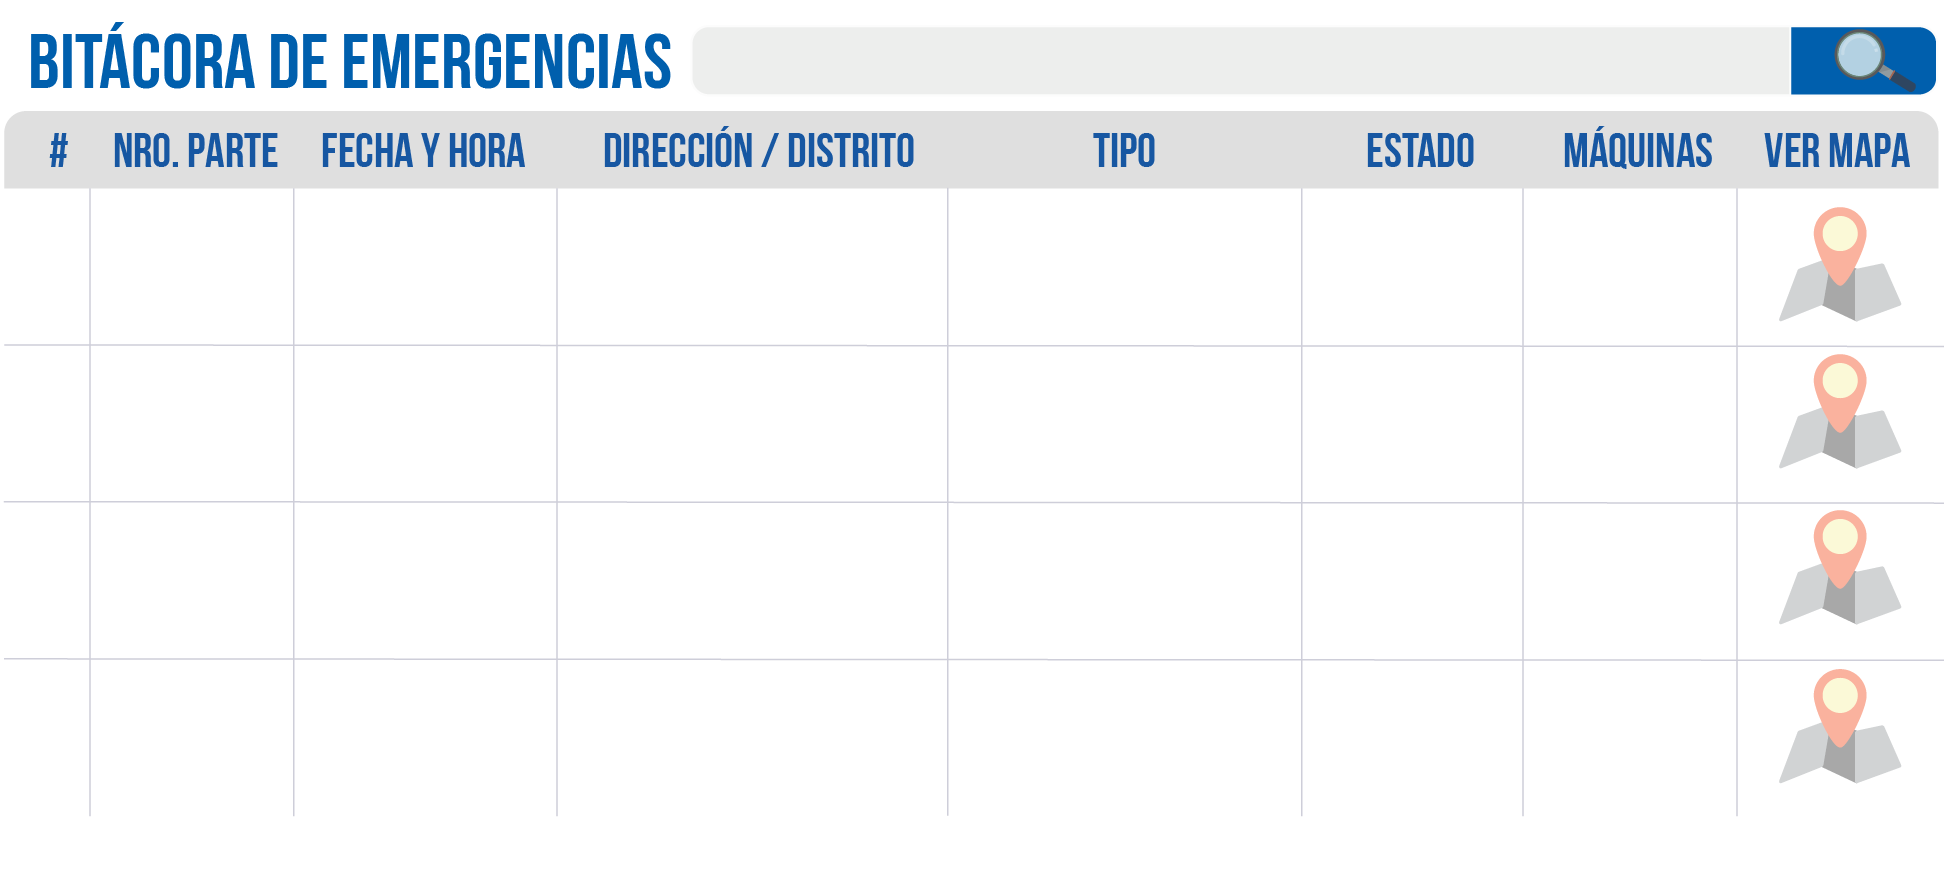 BITÁCORA DE EMERGENCIAS
# NRO. PARTE FECHA Y HORA DIRECCIÓN / DISTRITO TIPO ESTADO MÁQUINAS VER MAPA